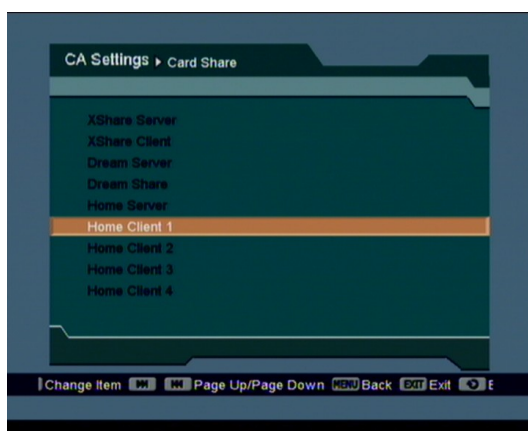 CA Settings ▸ Card Share
XShare Server
XShare Client
Dream Server
Dream Share
Home Server
Home Client 1
Home Client 2
Home Client 3
Home Client 4
Change Item Page Up/Page Down MENU Back EXIT Exit E